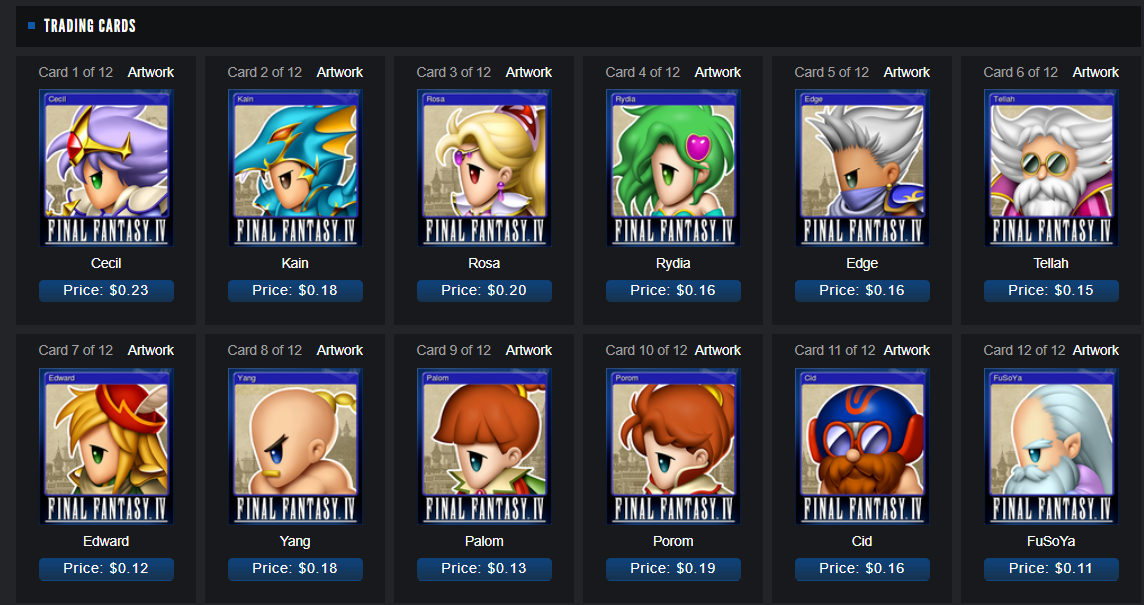 TRADING CARDS
Card 1 of 12 Artwork
Cecil
FINAL FANTASY IV
Cecil
Price: $0.23
Card 2 of 12 Artwork
Kain
FINAL FANTASY IV
Kain
Price: $0.18
Card 3 of 12 Artwork
Rosa
FINAL FANTASY IV
Rosa
Price: $0.20
Card 4 of 12 Artwork
Rydia
FINAL FANTASY IV
Rydia
Price: $0.16
Card 5 of 12 Artwork
Edge
FINAL FANTASY IV
Edge
Price: $0.16
Card 6 of 12 Artwork
Tellah
FINAL FANTASY IV
Tellah
Price: $0.15
Card 7 of 12 Artwork
Edward
FINAL FANTASY IV
Edward
Price: $0.12
Card 8 of 12 Artwork
Yang
FINAL FANTASY IV
Yang
Price: $0.18
Card 9 of 12 Artwork
Palom
FINAL FANTASY IV
Palom
Price: $0.13
Card 10 of 12 Artwork
Porom
FINAL FANTASY IV
Porom
Price: $0.19
Card 11 of 12 Artwork
Cid
FINAL FANTASY IV
Cid
Price: $0.16
Card 12 of 12 Artwork
FuSoYa
FINAL FANTASY IV
FuSoYa
Price: $0.11